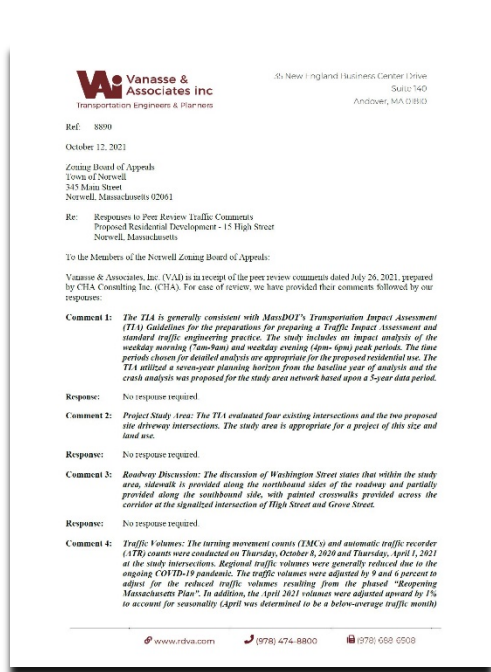 Vanasse &
Associates inc
Transportation Engineers & Planners
35 New England Business Center Drive
Suite 140
Andover, MA 01810
Ref: 8890
October 12, 2021
Zoning Board of Appeals
Town of Norwell
345 Main Street
Norwell, Massachusetts 02061
Re: Responses to Peer Review Traffic Comments
Proposed Residential Development - 15 High Street
Norwell, Massachusetts
To the Members of the Norwell Zoning Board of Appeals:
Vanasse & Associates, Inc. (VAI) is in receipt of the peer review comments dated July 26, 2021, prepared
by CHA Consulting Inc. (CHA). For ease of review, we have provided their comments followed by our
responses:
Comment 1: The TIA is generally consistent with MassDOT's Transportation Impact Assessment
(TIA) Guidelines for the preparations for preparing a Traffic Impact Assessment and
standard traffic engineering practice. The study includes an impact analysis of the
weekday morning (7am-9am) and weekday evening (4pm- 6pm) peak periods. The time
periods chosen for detailed analysis are appropriate for the proposed residential use. The
TIA utilized a seven-year planning horizon from the baseline year of analysis and the
crash analysis was proposed for the study area network based upon a 5-year data period.
Response: No response required.
Comment 2: Project Study Area: The TIA evaluated four existing intersections and the two proposed
site driveway intersections. The study area is appropriate for a project of this size and
land use.
Response: No response required.
Comment 3: Roadway Discussion: The discussion of Washington Street states that within the study
area, sidewalk is provided along the northbound sides of the roadway and partially
provided along the southbound side, with painted crosswalks provided across the
corridor at the signalized intersection of High Street and Grove Street.
Response: No response required.
Comment 4: Traffic Volumes: The turning movement counts (TMCs) and automatic traffic recorder
(ATR) counts were conducted on Thursday, October 8, 2020 and Thursday, April 1, 2021
at the study intersections. Regional traffic volumes were generally reduced due to the
ongoing COVID-19 pandemic. The traffic volumes were adjusted by 9 and 6 percent to
adjust for the reduced traffic volumes resulting from the phased "Reopening
Massachusetts Plan". In addition, the April 2021 volumes were adjusted upward by 1%
to account for seasonality (April was determined to be a below-average traffic month)
www.rdva.com (978) 474-8800 (978) 688-6508